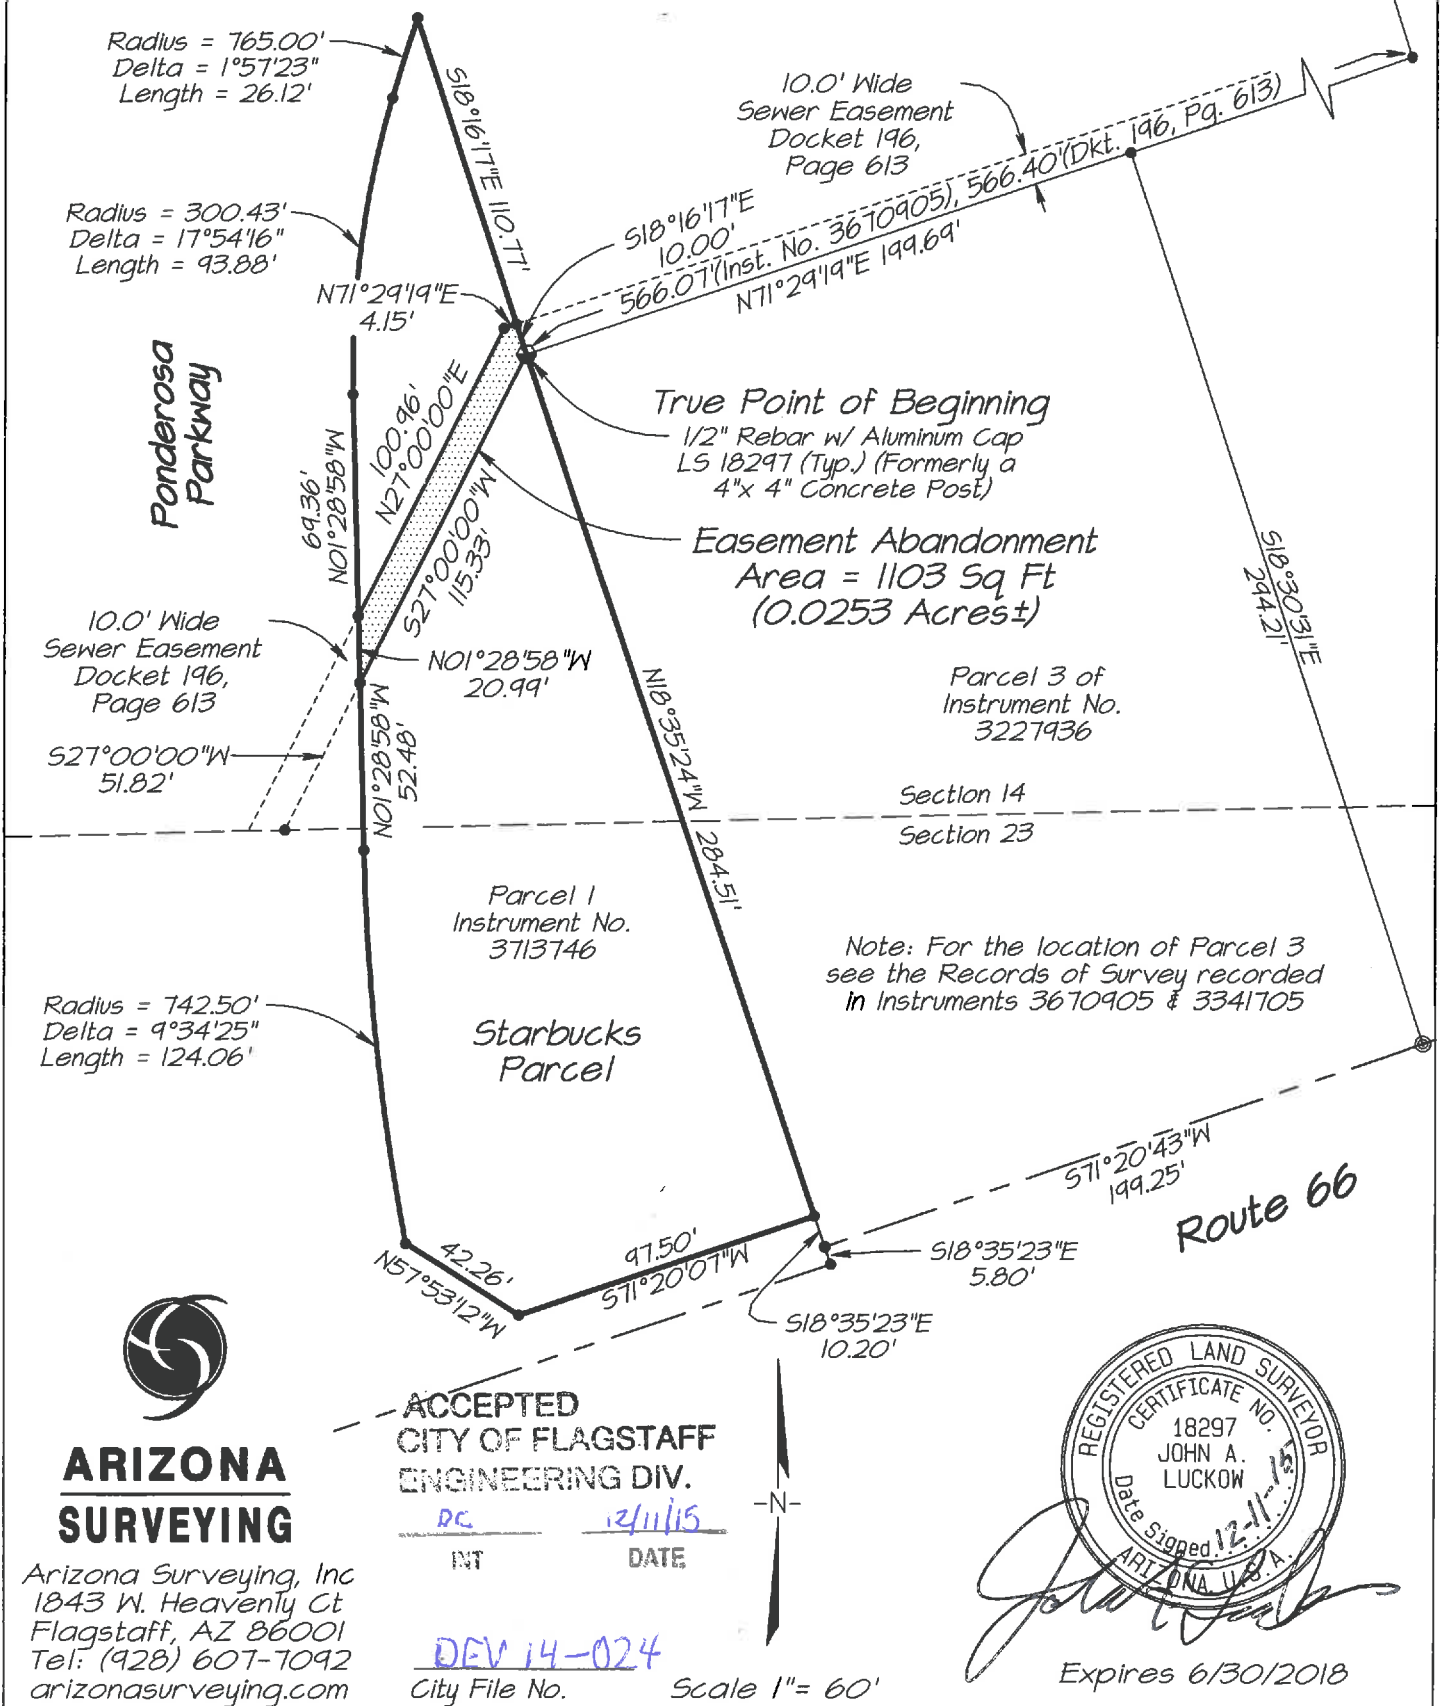 Radius = 765.00'
Delta = 1°57'23"
Length = 26.12'
S18°16'17"E 110.77'
10.0' Wide
Sewer Easement
Docket 196,
Page 613
Radius = 300.43'
Delta = 17°54'16"
Length = 93.88'
S18°16'17"E
10.00'
566.07'(Inst. No. 3670905), 566.40'(Dkt. 196, Pg. 613)
N71°29'19"E 199.69'
N71°29'19"E
4.15'
Ponderosa
Parkway
100.96'
N27°00'00"E
True Point of Beginning
1/2" Rebar w/ Aluminum Cap
LS 18297 (Typ.) (Formerly a
4"x 4" Concrete Post)
69.36'
N01°28'58"W
S27°00'00"W
115.33'
Easement Abandonment
Area = 1103 Sq Ft
(0.0253 Acres±)
S18°30'31"E
294.21'
10.0' Wide
Sewer Easement
Docket 196,
Page 613
N01°28'58"W
20.99'
N18°35'24"W 284.51'
Parcel 3 of
Instrument No.
3227936
S27°00'00"W
51.82'
N01°28'58"W
52.48'
Section 14
Section 23
Parcel 1
Instrument No.
3713746
Note: For the location of Parcel 3
see the Records of Survey recorded
in Instruments 3670905 & 3341705
Radius = 742.50'
Delta = 9°34'25"
Length = 124.06'
Starbucks
Parcel
S71°20'43"W
199.25'
Route 66
42.26'
N57°53'12"W
97.50'
S71°20'07"W
S18°35'23"E
5.80'
S18°35'23"E
10.20'
ARIZONA
SURVEYING
Arizona Surveying, Inc
1843 W. Heavenly Ct
Flagstaff, AZ 86001
Tel: (928) 607-7092
arizonasurveying.com
ACCEPTED
CITY OF FLAGSTAFF
ENGINEERING DIV.
DC 12/11/15
INT DATE
DEV 14-024
City File No.
-N-
Scale 1"= 60'
REGISTERED LAND SURVEYOR
CERTIFICATE NO.
18297
JOHN A.
LUCKOW
Date Signed 12-11-15
ARIZONA, U.S.A.
Expires 6/30/2018